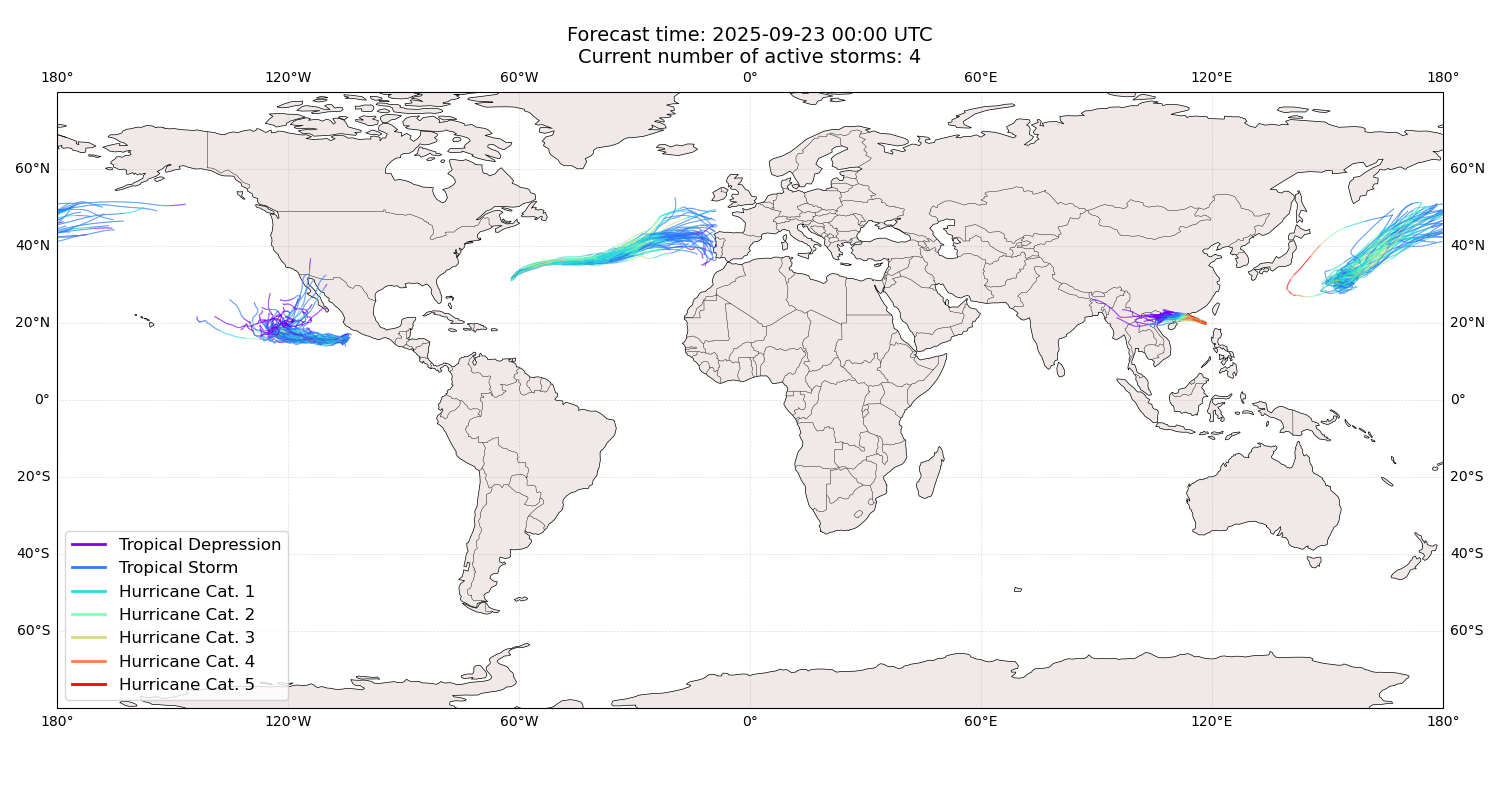 Forecast time: 2025-09-23 00:00 UTC
Current number of active storms: 4
180° 120°W 60°W 0° 60°E 120°E 180°
60°N 60°N
40°N 40°N
20°N 20°N
0° 0°
20°S 20°S
40°S 40°S
60°S 60°S
Tropical Depression
Tropical Storm
Hurricane Cat. 1
Hurricane Cat. 2
Hurricane Cat. 3
Hurricane Cat. 4
Hurricane Cat. 5
180° 120°W 60°W 0° 60°E 120°E 180°